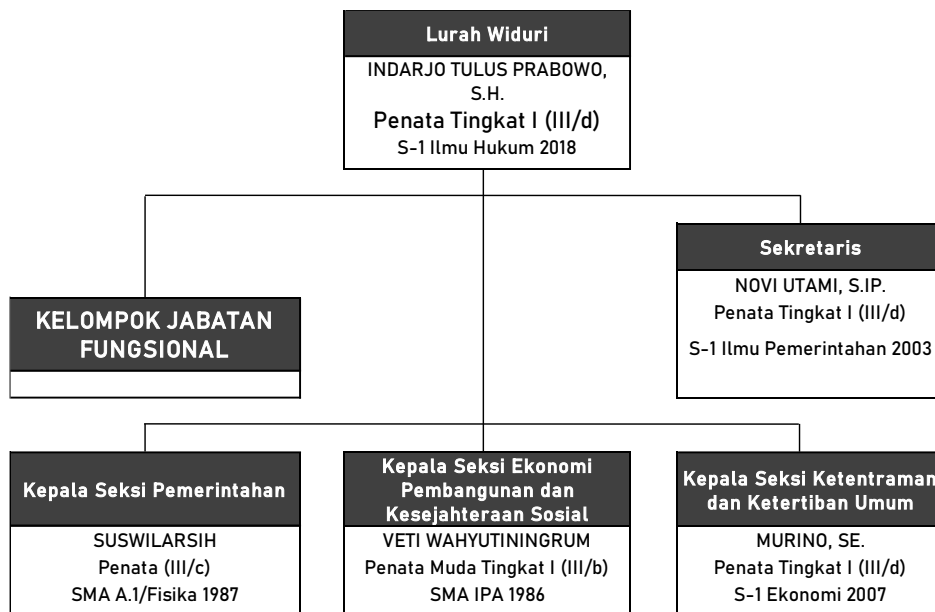 Lurah Widuri
INDARJO TULUS PRABOWO,
S.H.
Penata Tingkat I (III/d)
S-1 Ilmu Hukum 2018
Sekretaris
NOVI UTAMI, S.IP.
Penata Tingkat I (III/d)
S-1 Ilmu Pemerintahan 2003
KELOMPOK JABATAN
FUNGSIONAL
Kepala Seksi Pemerintahan
SUSWILARSIH
Penata (III/c)
SMA A.1/Fisika 1987
Kepala Seksi Ekonomi
Pembangunan dan
Kesejahteraan Sosial
VETI WAHYUTININGRUM
Penata Muda Tingkat I (III/b)
SMA IPA 1986
Kepala Seksi Ketentraman
dan Ketertiban Umum
MURINO, SE.
Penata Tingkat I (III/d)
S-1 Ekonomi 2007